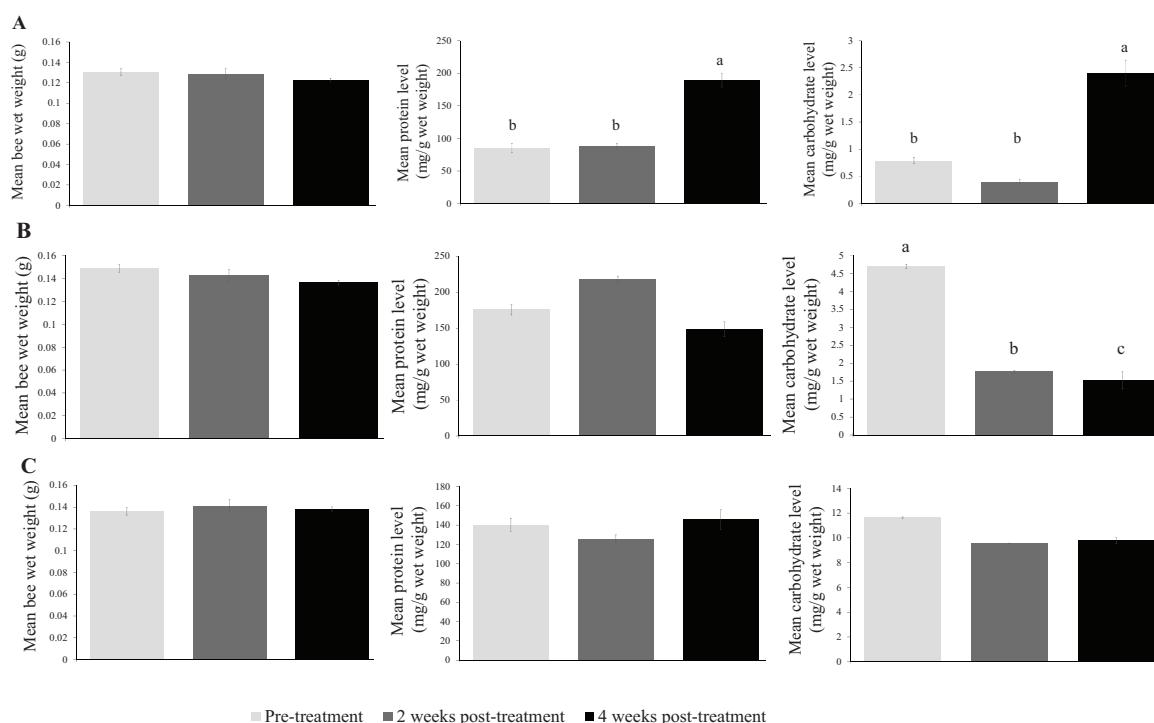 A
Mean bee wet weight (g)
0.16
0.14
0.12
0.1
0.08
0.06
0.04
0.02
0
Mean protein level
(mg/g wet weight)
250
200
150
100
50
0
b
b
a
Mean carbohydrate level
(mg/g wet weight)
3
2.5
2
1.5
1
0.5
0
b
b
a
B
Mean bee wet weight (g)
0.16
0.14
0.12
0.1
0.08
0.06
0.04
0.02
0
Mean protein level
(mg/g wet weight)
250
200
150
100
50
0
Mean carbohydrate level
(mg/g wet weight)
5
4.5
4
3.5
3
2.5
2
1.5
1
0.5
0
a
b
c
C
Mean bee wet weight (g)
0.16
0.14
0.12
0.1
0.08
0.06
0.04
0.02
0
Mean protein level
(mg/g wet weight)
180
160
140
120
100
80
60
40
20
0
Mean carbohydrate level
(mg/g wet weight)
14
12
10
8
6
4
2
0
Pre-treatment 2 weeks post-treatment 4 weeks post-treatment